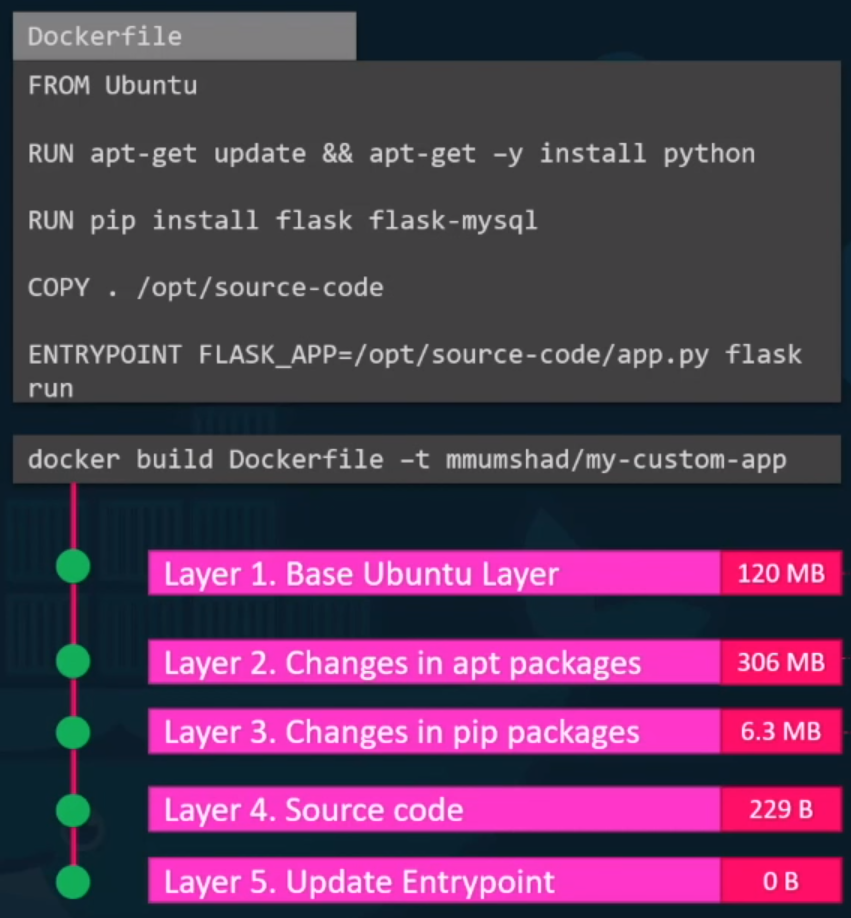 Dockerfile
FROM Ubuntu
RUN apt-get update && apt-get –y install python
RUN pip install flask flask-mysql
COPY . /opt/source-code
ENTRYPOINT FLASK_APP=/opt/source-code/app.py flask
run
docker build Dockerfile –t mmumshad/my-custom-app
Layer 1. Base Ubuntu Layer 120 MB
Layer 2. Changes in apt packages 306 MB
Layer 3. Changes in pip packages 6.3 MB
Layer 4. Source code 229 B
Layer 5. Update Entrypoint 0 B